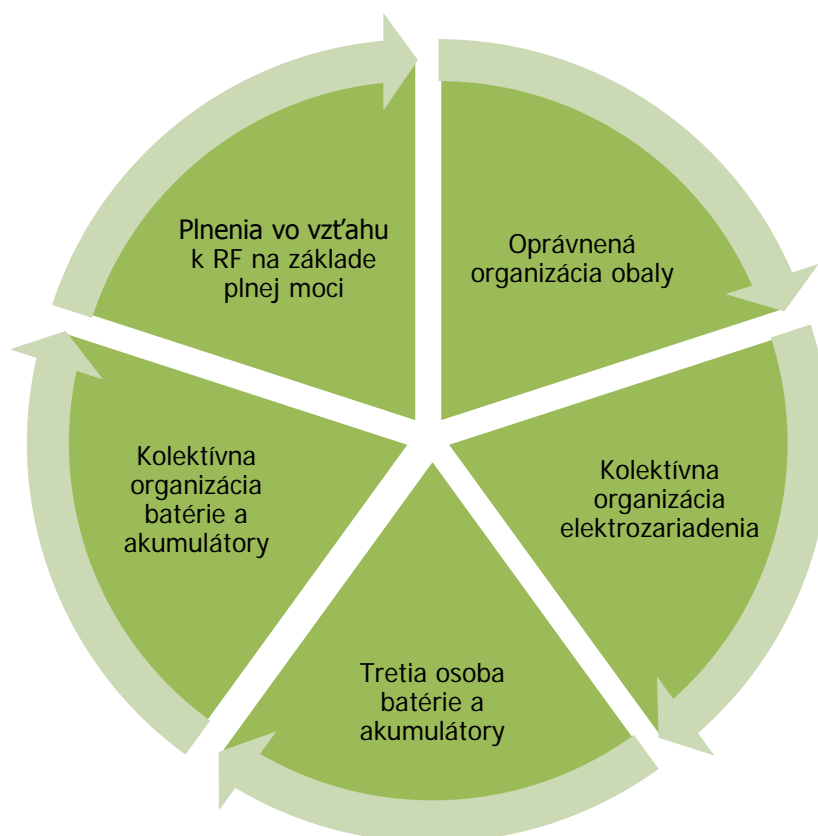 Plnenia vo vzťahu
k RF na základe
plnej moci
Oprávnená
organizácia obaly
Kolektívna
organizácia
elektrozariadenia
Tretia osoba
batérie a
akumulátory
Kolektívna
organizácia
batérie a
akumulátory